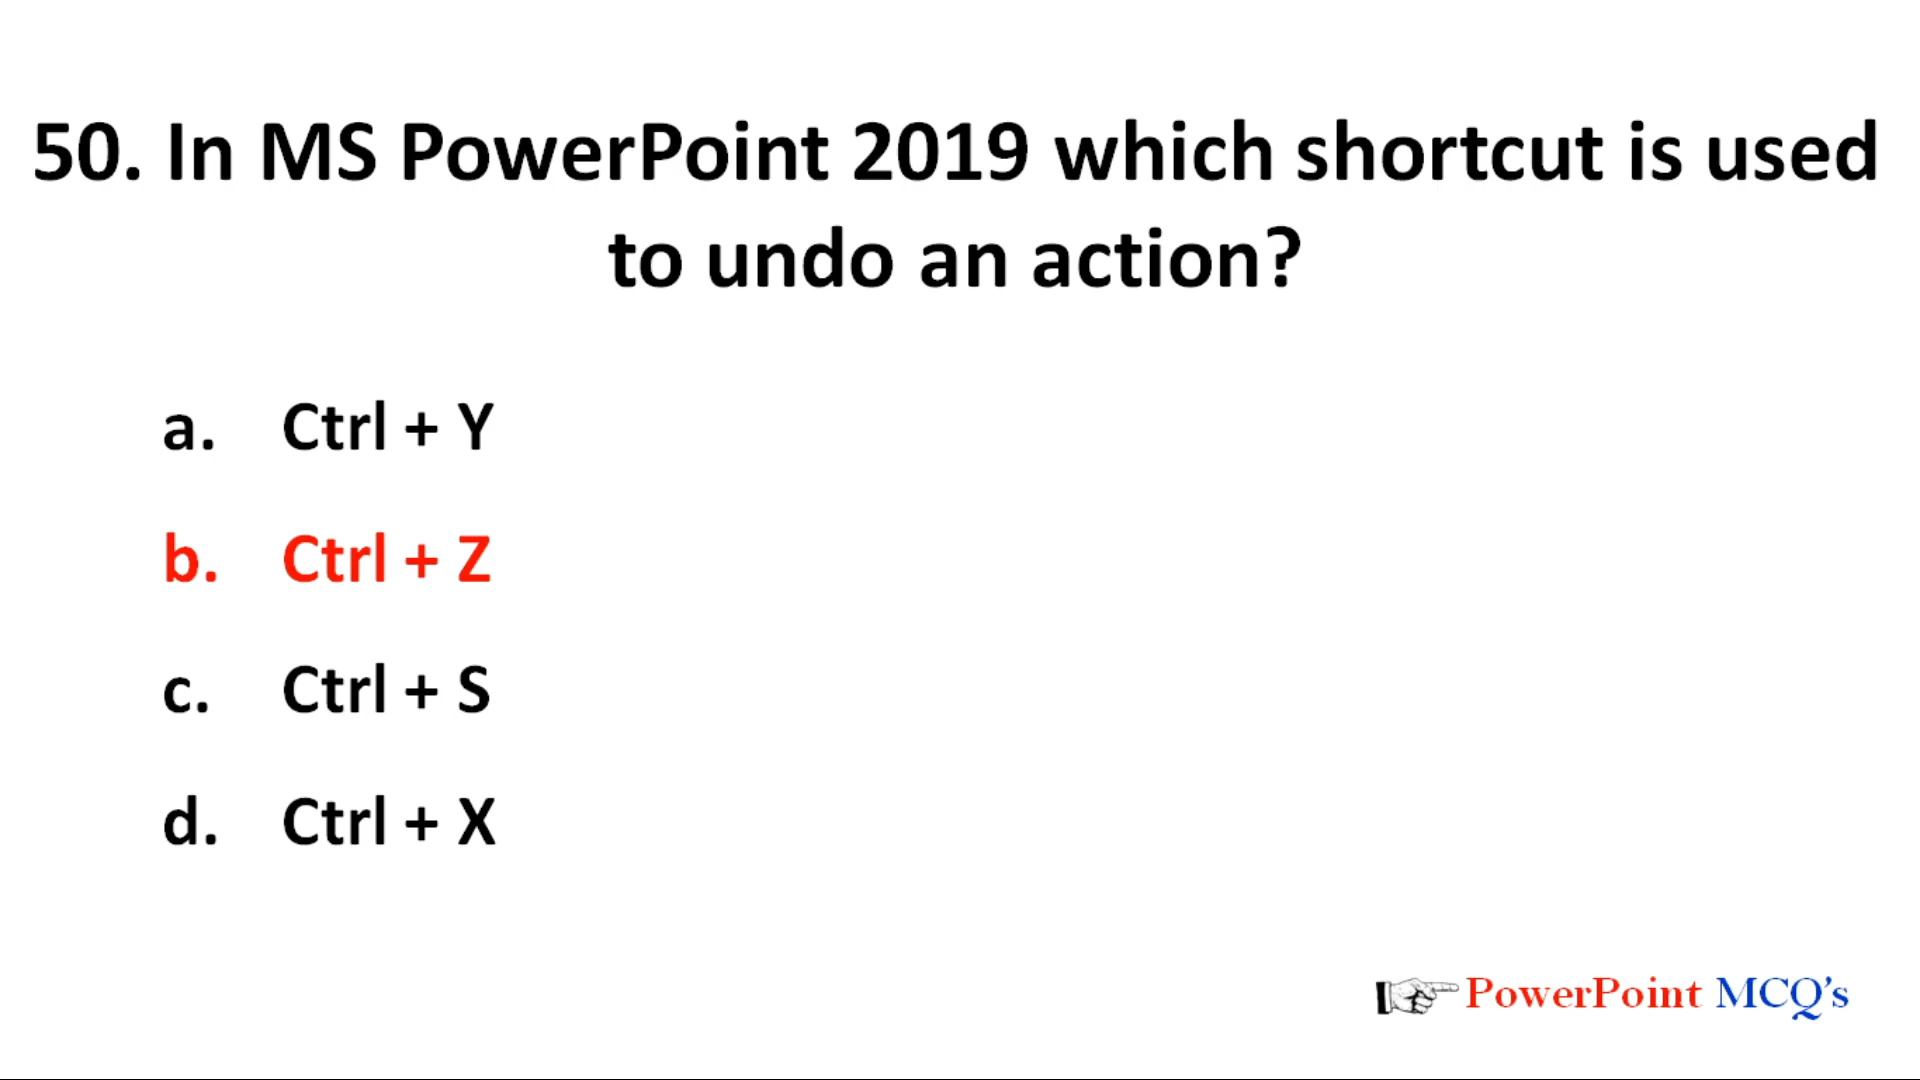 50. In MS PowerPoint 2019 which shortcut is used
to undo an action?
a. Ctrl + Y
b. Ctrl + Z
c. Ctrl + S
d. Ctrl + X
PowerPoint MCQ's